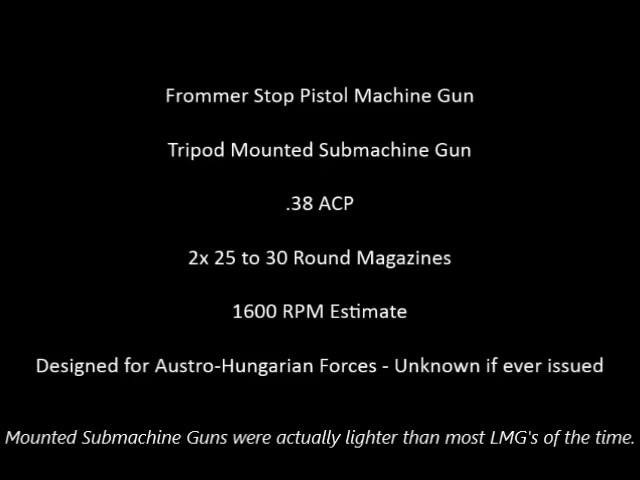 Frommer Stop Pistol Machine Gun
Tripod Mounted Submachine Gun
.38 ACP
2x 25 to 30 Round Magazines
1600 RPM Estimate
Designed for Austro-Hungarian Forces - Unknown if ever issued
Mounted Submachine Guns were actually lighter than most LMG's of the time.